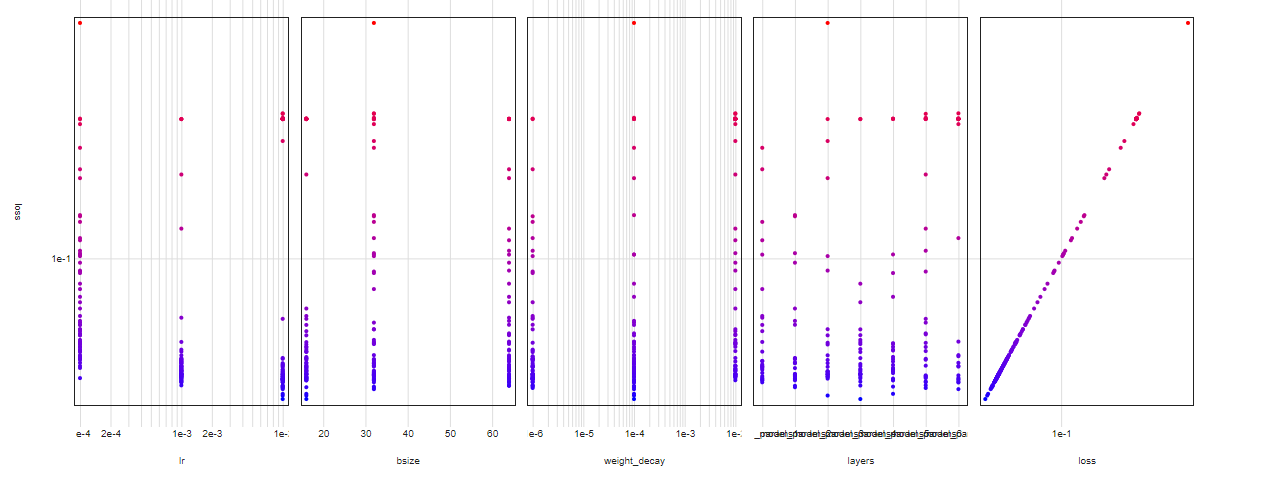 loss
1e-1
e-4 2e-4 1e-3 2e-3 1e-
20 30 40 50 60
e-6 1e-5 1e-4 1e-3 1e-
1e-1
lr
bsize
weight_decay
layers
loss